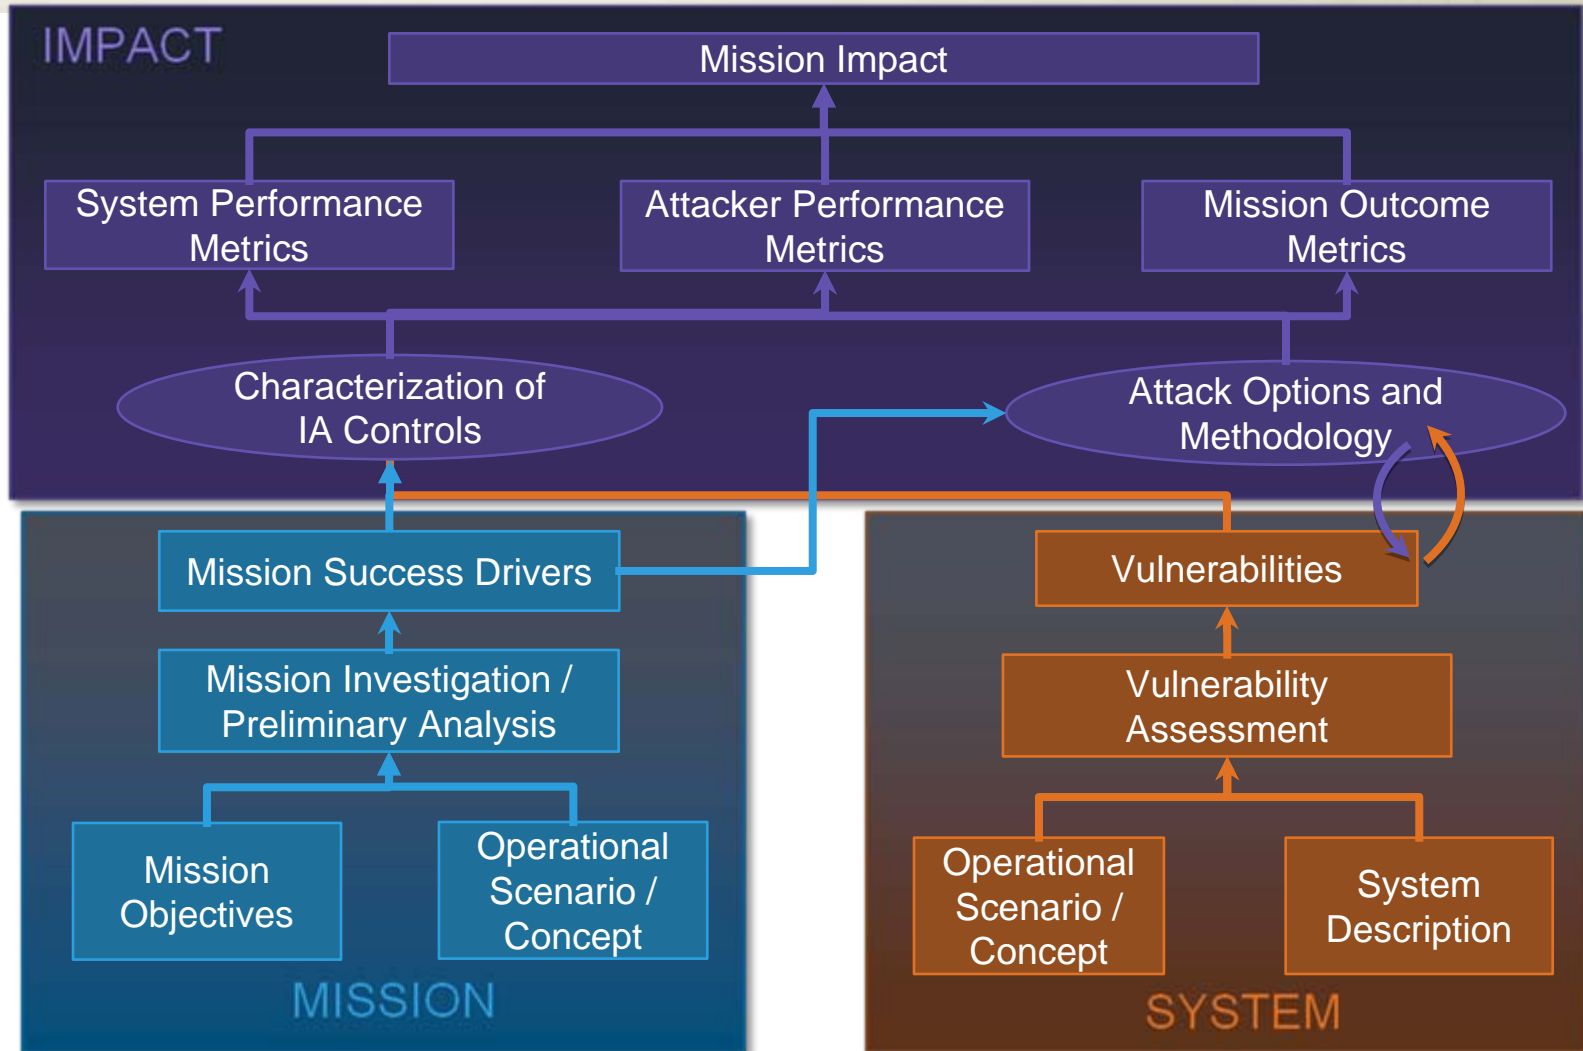 IMPACT
Mission Impact
System Performance
Metrics
Attacker Performance
Metrics
Mission Outcome
Metrics
Characterization of
IA Controls
Attack Options and
Methodology
Mission Success Drivers
Mission Investigation /
Preliminary Analysis
Mission
Objectives
Operational
Scenario /
Concept
MISSION
Vulnerabilities
Vulnerability
Assessment
Operational
Scenario /
Concept
System
Description
SYSTEM